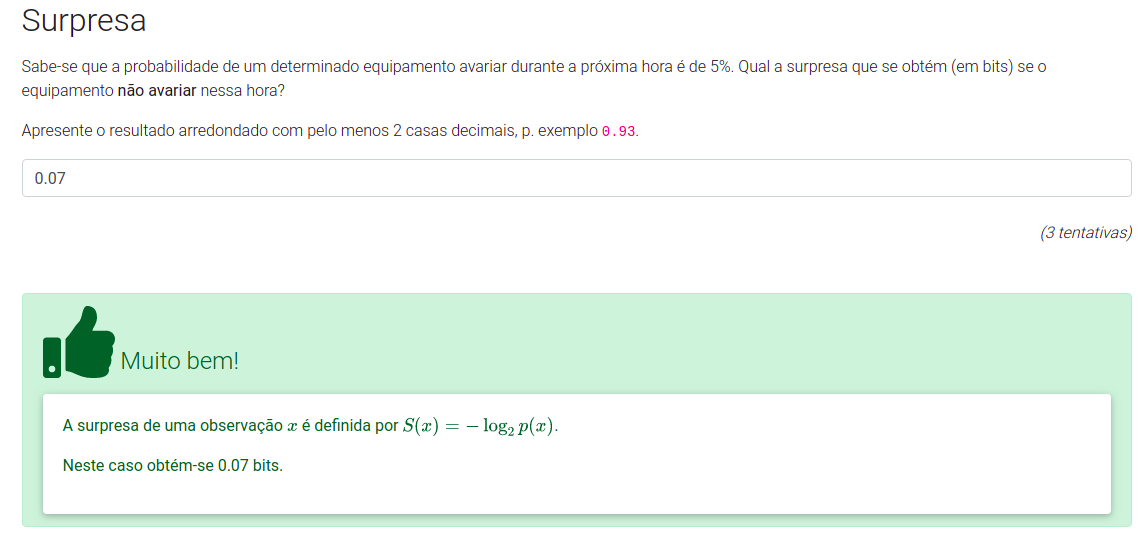 Surpresa
Sabe-se que a probabilidade de um determinado equipamento avariar durante a próxima hora é de 5%. Qual a surpresa que se obtém (em bits) se o
equipamento não avariar nessa hora?
Apresente o resultado arredondado com pelo menos 2 casas decimais, p. exemplo 0.93.
0.07
(3 tentativas)
Muito bem!
A surpresa de uma observação x é definida por S(x) = − log₂ p(x).
Neste caso obtém-se 0.07 bits.